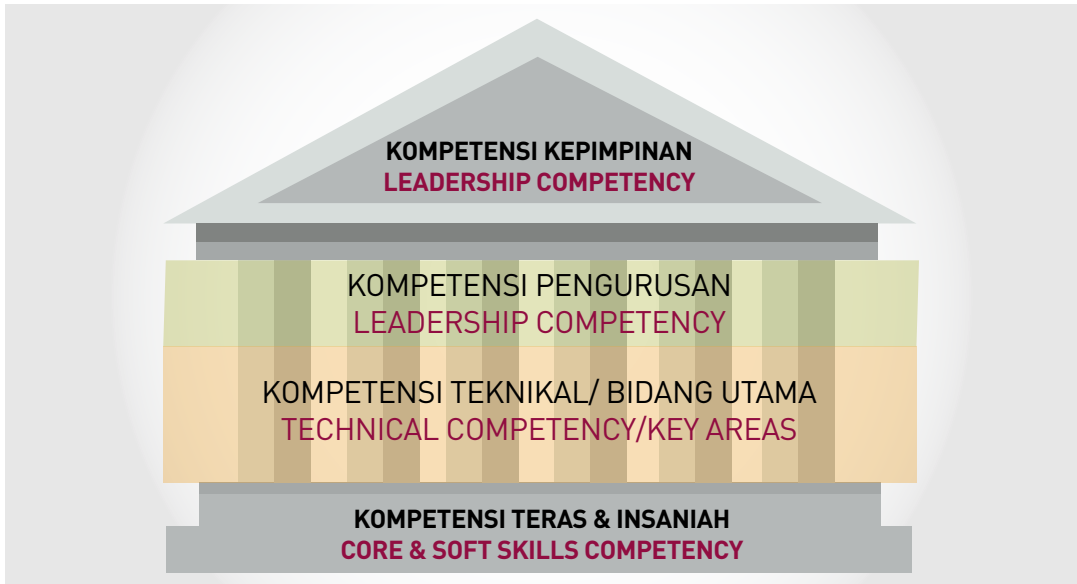 KOMPETENSI KEPIMPINAN
LEADERSHIP COMPETENCY
KOMPETENSI PENGURUSAN
LEADERSHIP COMPETENCY
KOMPETENSI TEKNIKAL/ BIDANG UTAMA
TECHNICAL COMPETENCY/KEY AREAS
KOMPETENSI TERAS & INSANIAH
CORE & SOFT SKILLS COMPETENCY